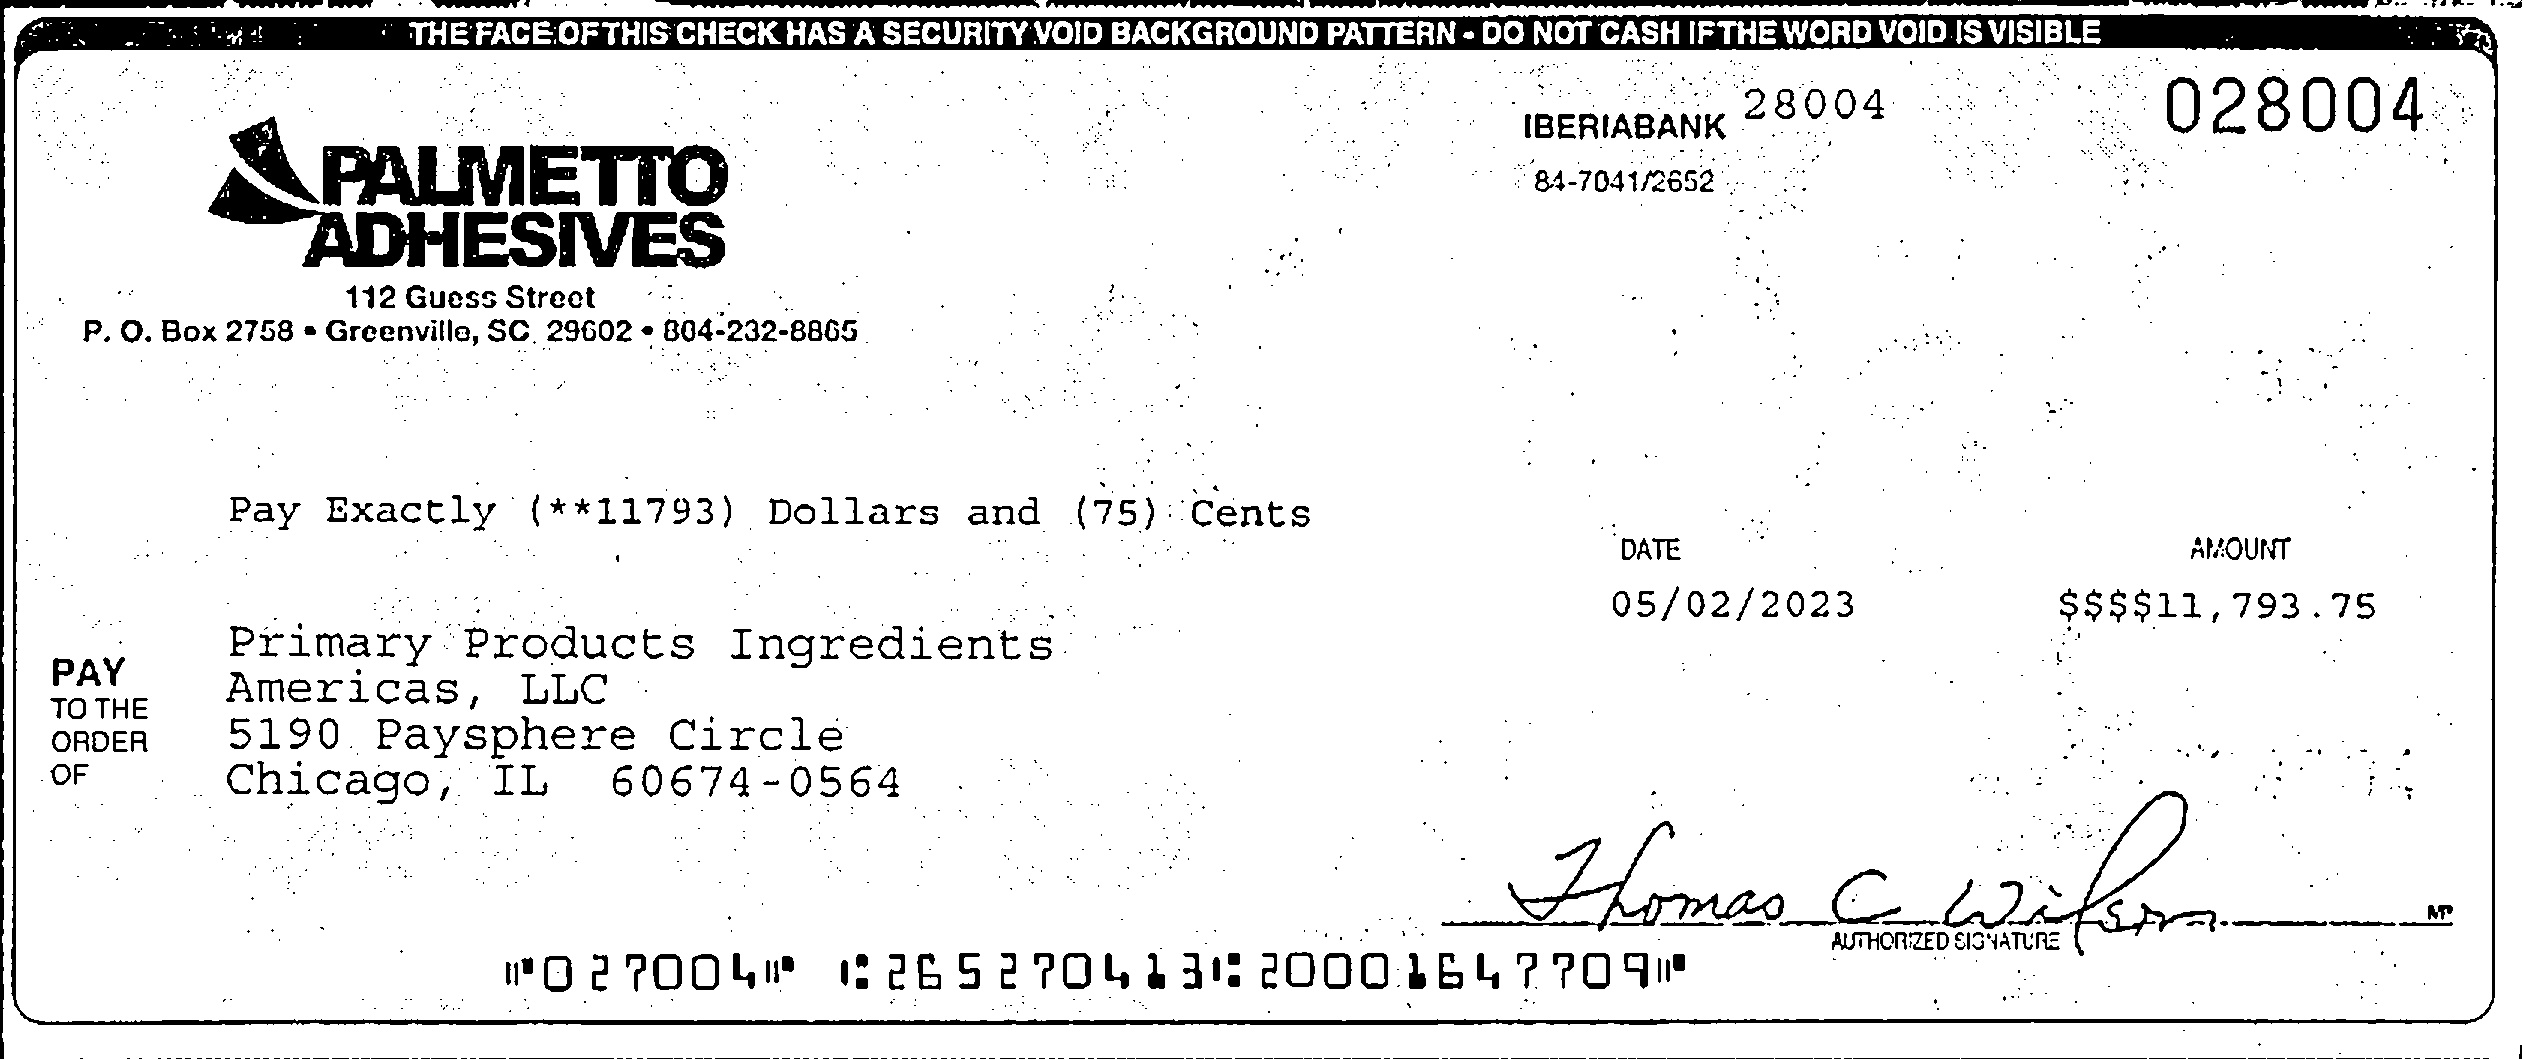 THE FACE OF THIS CHECK HAS A SECURITY VOID BACKGROUND PATTERN - DO NOT CASH IF THE WORD VOID IS VISIBLE
IBERIABANK 28004 028004
84-7041/2652
PALMETTO
ADHESIVES
112 Guess Street
P. O. Box 2758 • Greenville, SC 29602 • 804-232-8865
Pay Exactly (**11793) Dollars and (75) Cents
DATE AMOUNT
05/02/2023 $$$$11,793.75
PAY
TO THE
ORDER
OF
Primary Products Ingredients
Americas, LLC
5190 Paysphere Circle
Chicago, IL 60674-0564
Thomas C Wilson
MP
AUTHORIZED SIGNATURE
⑈027004⑈ ⑆265270413⑆20001647709⑈